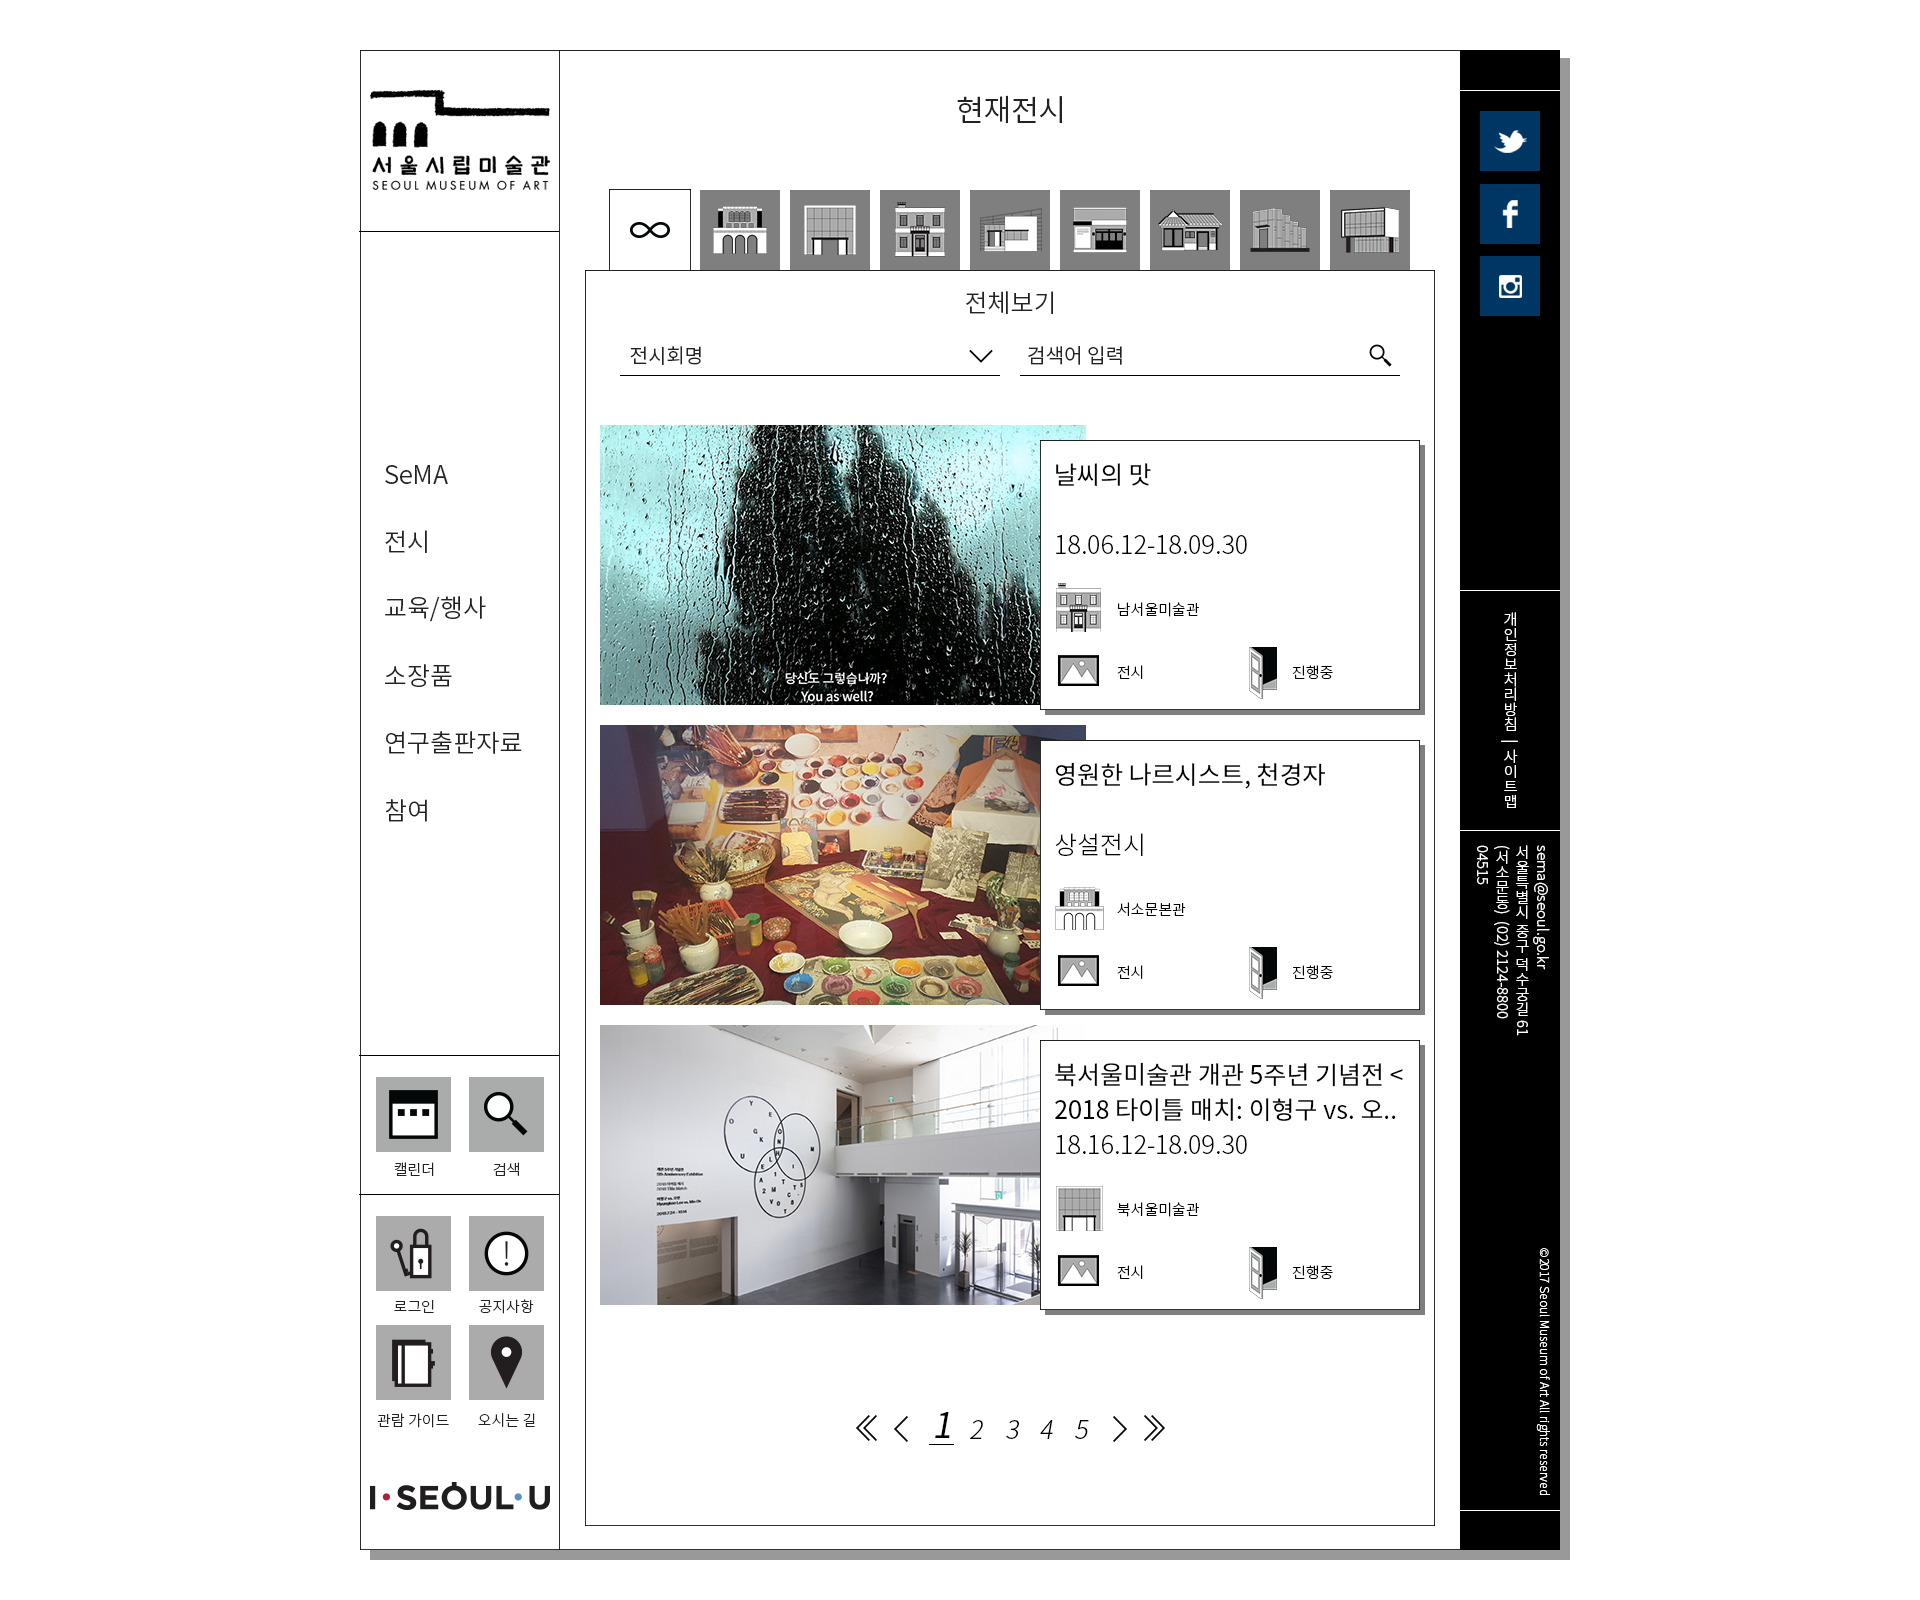 서울시립미술관
SEOUL MUSEUM OF ART
SeMA
전시
교육/행사
소장품
연구출판자료
참여
캘린더
검색
로그인
공지사항
관람 가이드
오시는 길
I·SEOUL·U
현재전시
전체보기
전시회명
검색어 입력
당신도 그렇습니까?
You as well?
날씨의 맛
18.06.12-18.09.30
남서울미술관
전시
진행중
영원한 나르시스트, 천경자
상설전시
서소문본관
전시
진행중
북서울미술관 개관 5주년 기념전 <
2018 타이틀 매치: 이형구 vs. 오..
18.16.12-18.09.30
북서울미술관
전시
진행중
1 2 3 4 5
개인정보처리방침 | 사이트맵
sema@seoul.go.kr
서울특별시 중구 덕수궁길 61
(서소문동) (02) 2124-8800
04515
©2017 Seoul Museum of Art All rights reserved